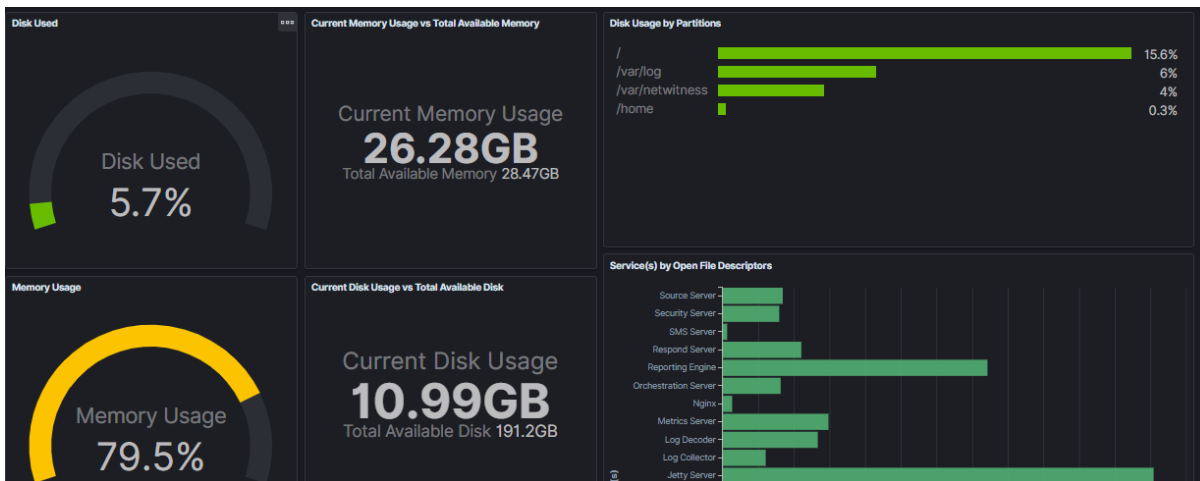 Disk Used
Disk Used
5.7%
Current Memory Usage vs Total Available Memory
Current Memory Usage
26.28GB
Total Available Memory 28.47GB
Disk Usage by Partitions
/ 15.6%
/var/log 6%
/var/netwitness 4%
/home 0.3%
Memory Usage
Memory Usage
79.5%
Current Disk Usage vs Total Available Disk
Current Disk Usage
10.99GB
Total Available Disk 191.2GB
Service(s) by Open File Descriptors
Source Server
Security Server
SMS Server
Respond Server
Reporting Engine
Orchestration Server
Nginx
Metrics Server
Log Decoder
Log Collector
Jetty Server
(s)